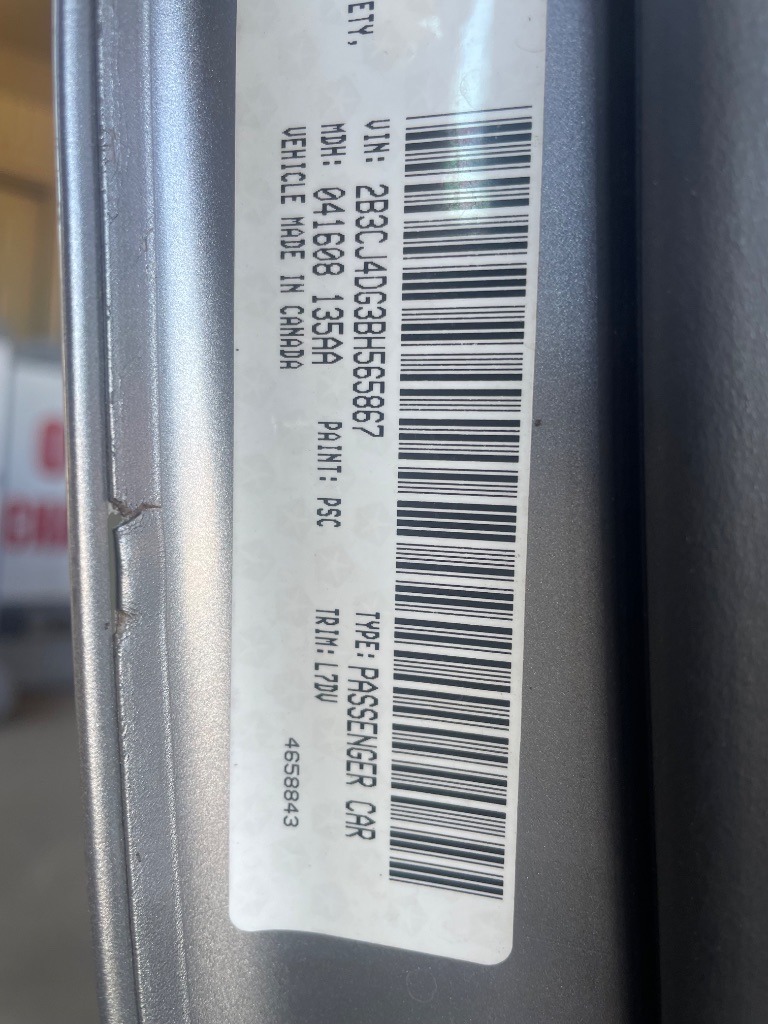 ETY,
VIN: 2B3CJ4DG3BH565867 TYPE: PASSENGER CAR
MDH: 041608 135AA PAINT: PSC TRIM: L7DV
VEHICLE MADE IN CANADA 4658843